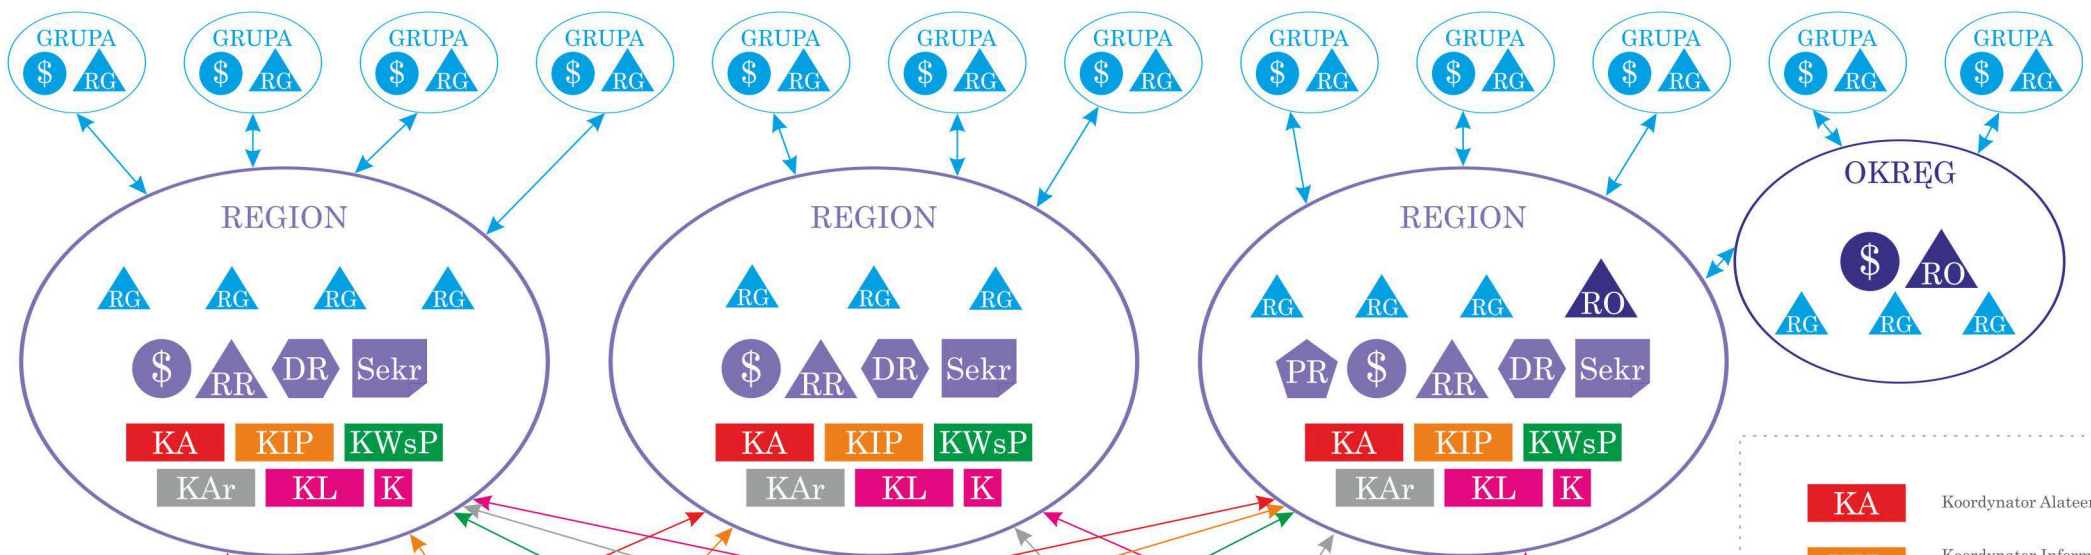 GRUPA GRUPA GRUPA GRUPA GRUPA GRUPA GRUPA GRUPA GRUPA GRUPA GRUPA GRUPA
$ RG $ RG $ RG $ RG $ RG $ RG $ RG $ RG $ RG $ RG $ RG $ RG
REGION
RG RG RG RG
$ RR DR Sekr
KA KIP KWsP
KAr KL K
REGION
RG RG RG
$ RR DR Sekr
KA KIP KWsP
KAr KL K
REGION
RG RG RG RO
PR $ RR DR Sekr
KA KIP KWsP
KAr KL K
OKRĘG
$ RO
RG RG RG
KA Koordynator Alateen